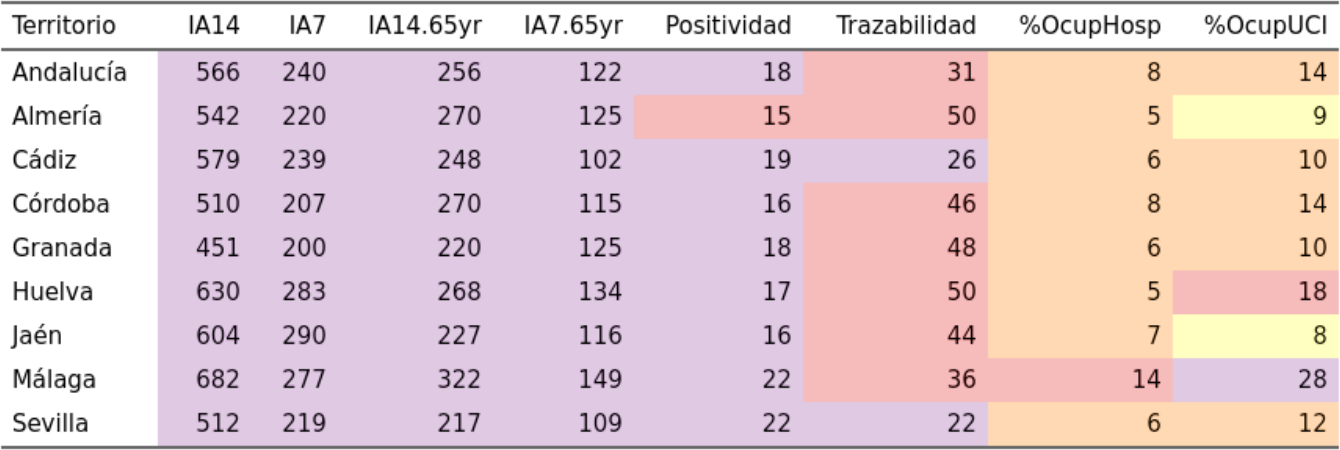 Territorio IA14 IA7 IA14.65yr IA7.65yr Positividad Trazabilidad %OcupHosp %OcupUCI
Andalucía 566 240 256 122 18 31 8 14
Almería 542 220 270 125 15 50 5 9
Cádiz 579 239 248 102 19 26 6 10
Córdoba 510 207 270 115 16 46 8 14
Granada 451 200 220 125 18 48 6 10
Huelva 630 283 268 134 17 50 5 18
Jaén 604 290 227 116 16 44 7 8
Málaga 682 277 322 149 22 36 14 28
Sevilla 512 219 217 109 22 22 6 12